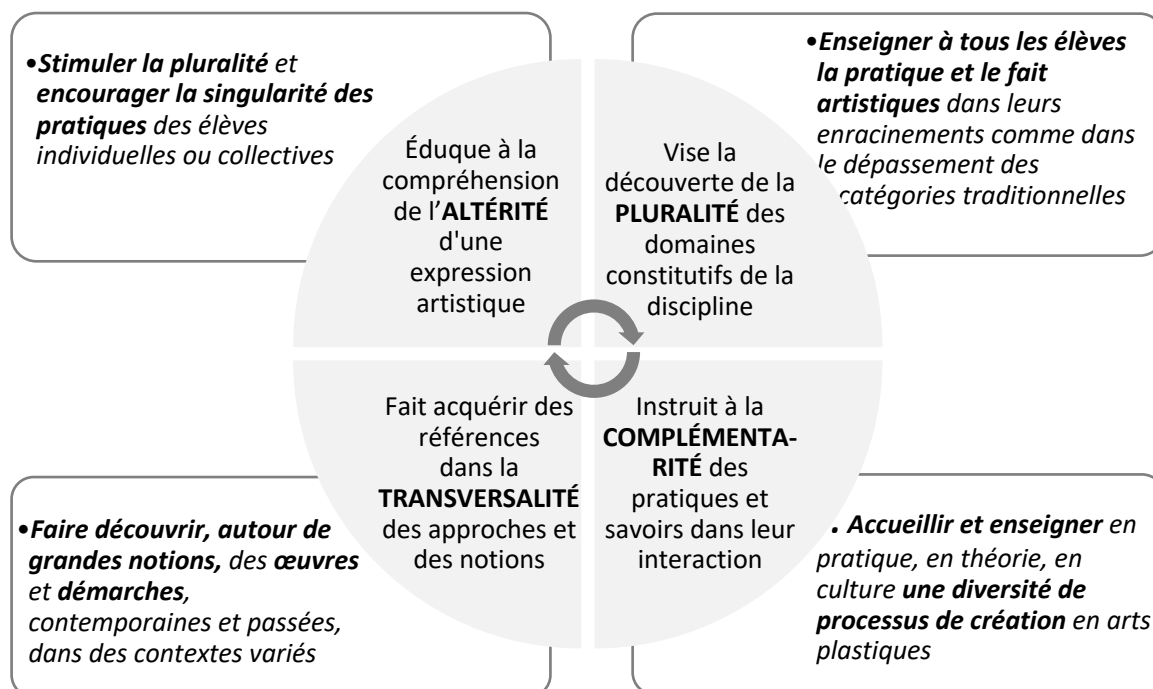 •Stimuler la pluralité et
encourager la singularité des
pratiques des élèves
individuelles ou collectives
Éduque à la
compréhension
de l’ALTÉRITÉ
d'une
expression
artistique
Vise la
découverte de la
PLURALITÉ des
domaines
constitutifs de la
discipline
•Enseigner à tous les élèves
la pratique et le fait
artistiques dans leurs
enracinements comme dans
le dépassement des
catégories traditionnelles
•Faire découvrir, autour de
grandes notions, des œuvres
et démarches,
contemporaines et passées,
dans des contextes variés
Fait acquérir des
références
dans la
TRANSVERSALITÉ
des approches et
des notions
Instruit à la
COMPLÉMENTA-
RITÉ des
pratiques et
savoirs dans leur
interaction
. Accueillir et enseigner en
pratique, en théorie, en
culture une diversité de
processus de création en arts
plastiques